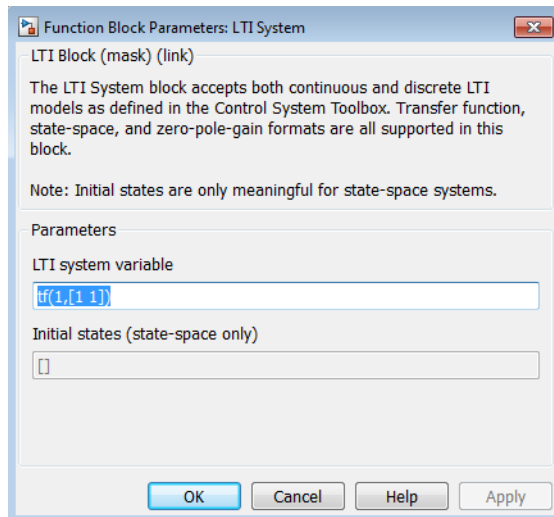 Function Block Parameters: LTI System
LTI Block (mask) (link)
The LTI System block accepts both continuous and discrete LTI
models as defined in the Control System Toolbox. Transfer function,
state-space, and zero-pole-gain formats are all supported in this
block.
Note: Initial states are only meaningful for state-space systems.
Parameters
LTI system variable
tf(1,[1 1])
Initial states (state-space only)
[]
OK Cancel Help Apply